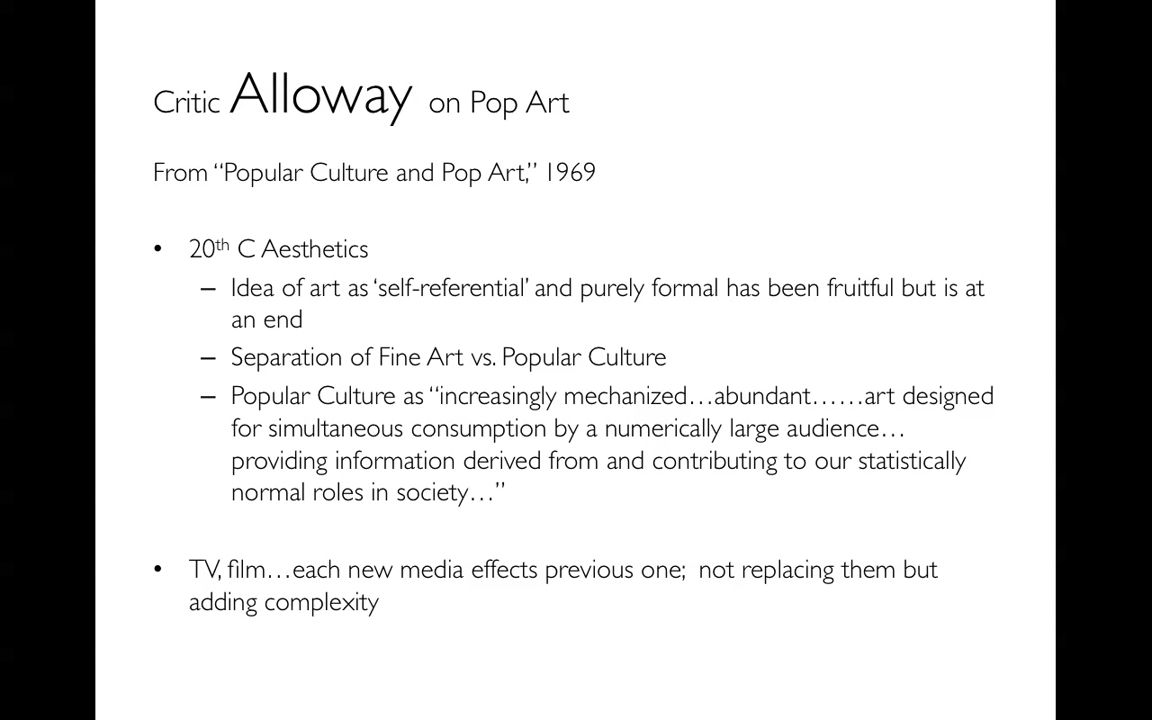 Critic Alloway on Pop Art
From “Popular Culture and Pop Art,” 1969
• 20th C Aesthetics
– Idea of art as ‘self-referential’ and purely formal has been fruitful but is at
an end
– Separation of Fine Art vs. Popular Culture
– Popular Culture as “increasingly mechanized…abundant……art designed
for simultaneous consumption by a numerically large audience…
providing information derived from and contributing to our statistically
normal roles in society…”
• TV, film…each new media effects previous one;  not replacing them but
adding complexity